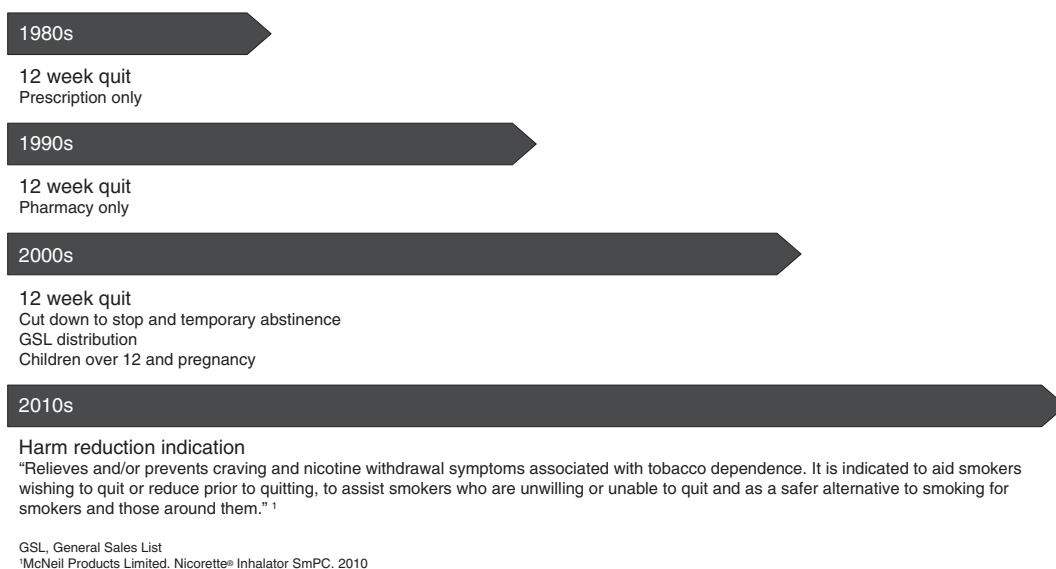 1980s
12 week quit
Prescription only
1990s
12 week quit
Pharmacy only
2000s
12 week quit
Cut down to stop and temporary abstinence
GSL distribution
Children over 12 and pregnancy
2010s
Harm reduction indication
“Relieves and/or prevents craving and nicotine withdrawal symptoms associated with tobacco dependence. It is indicated to aid smokers
wishing to quit or reduce prior to quitting, to assist smokers who are unwilling or unable to quit and as a safer alternative to smoking for
smokers and those around them.” ¹
GSL, General Sales List
¹McNeil Products Limited. Nicorette® Inhalator SmPC. 2010